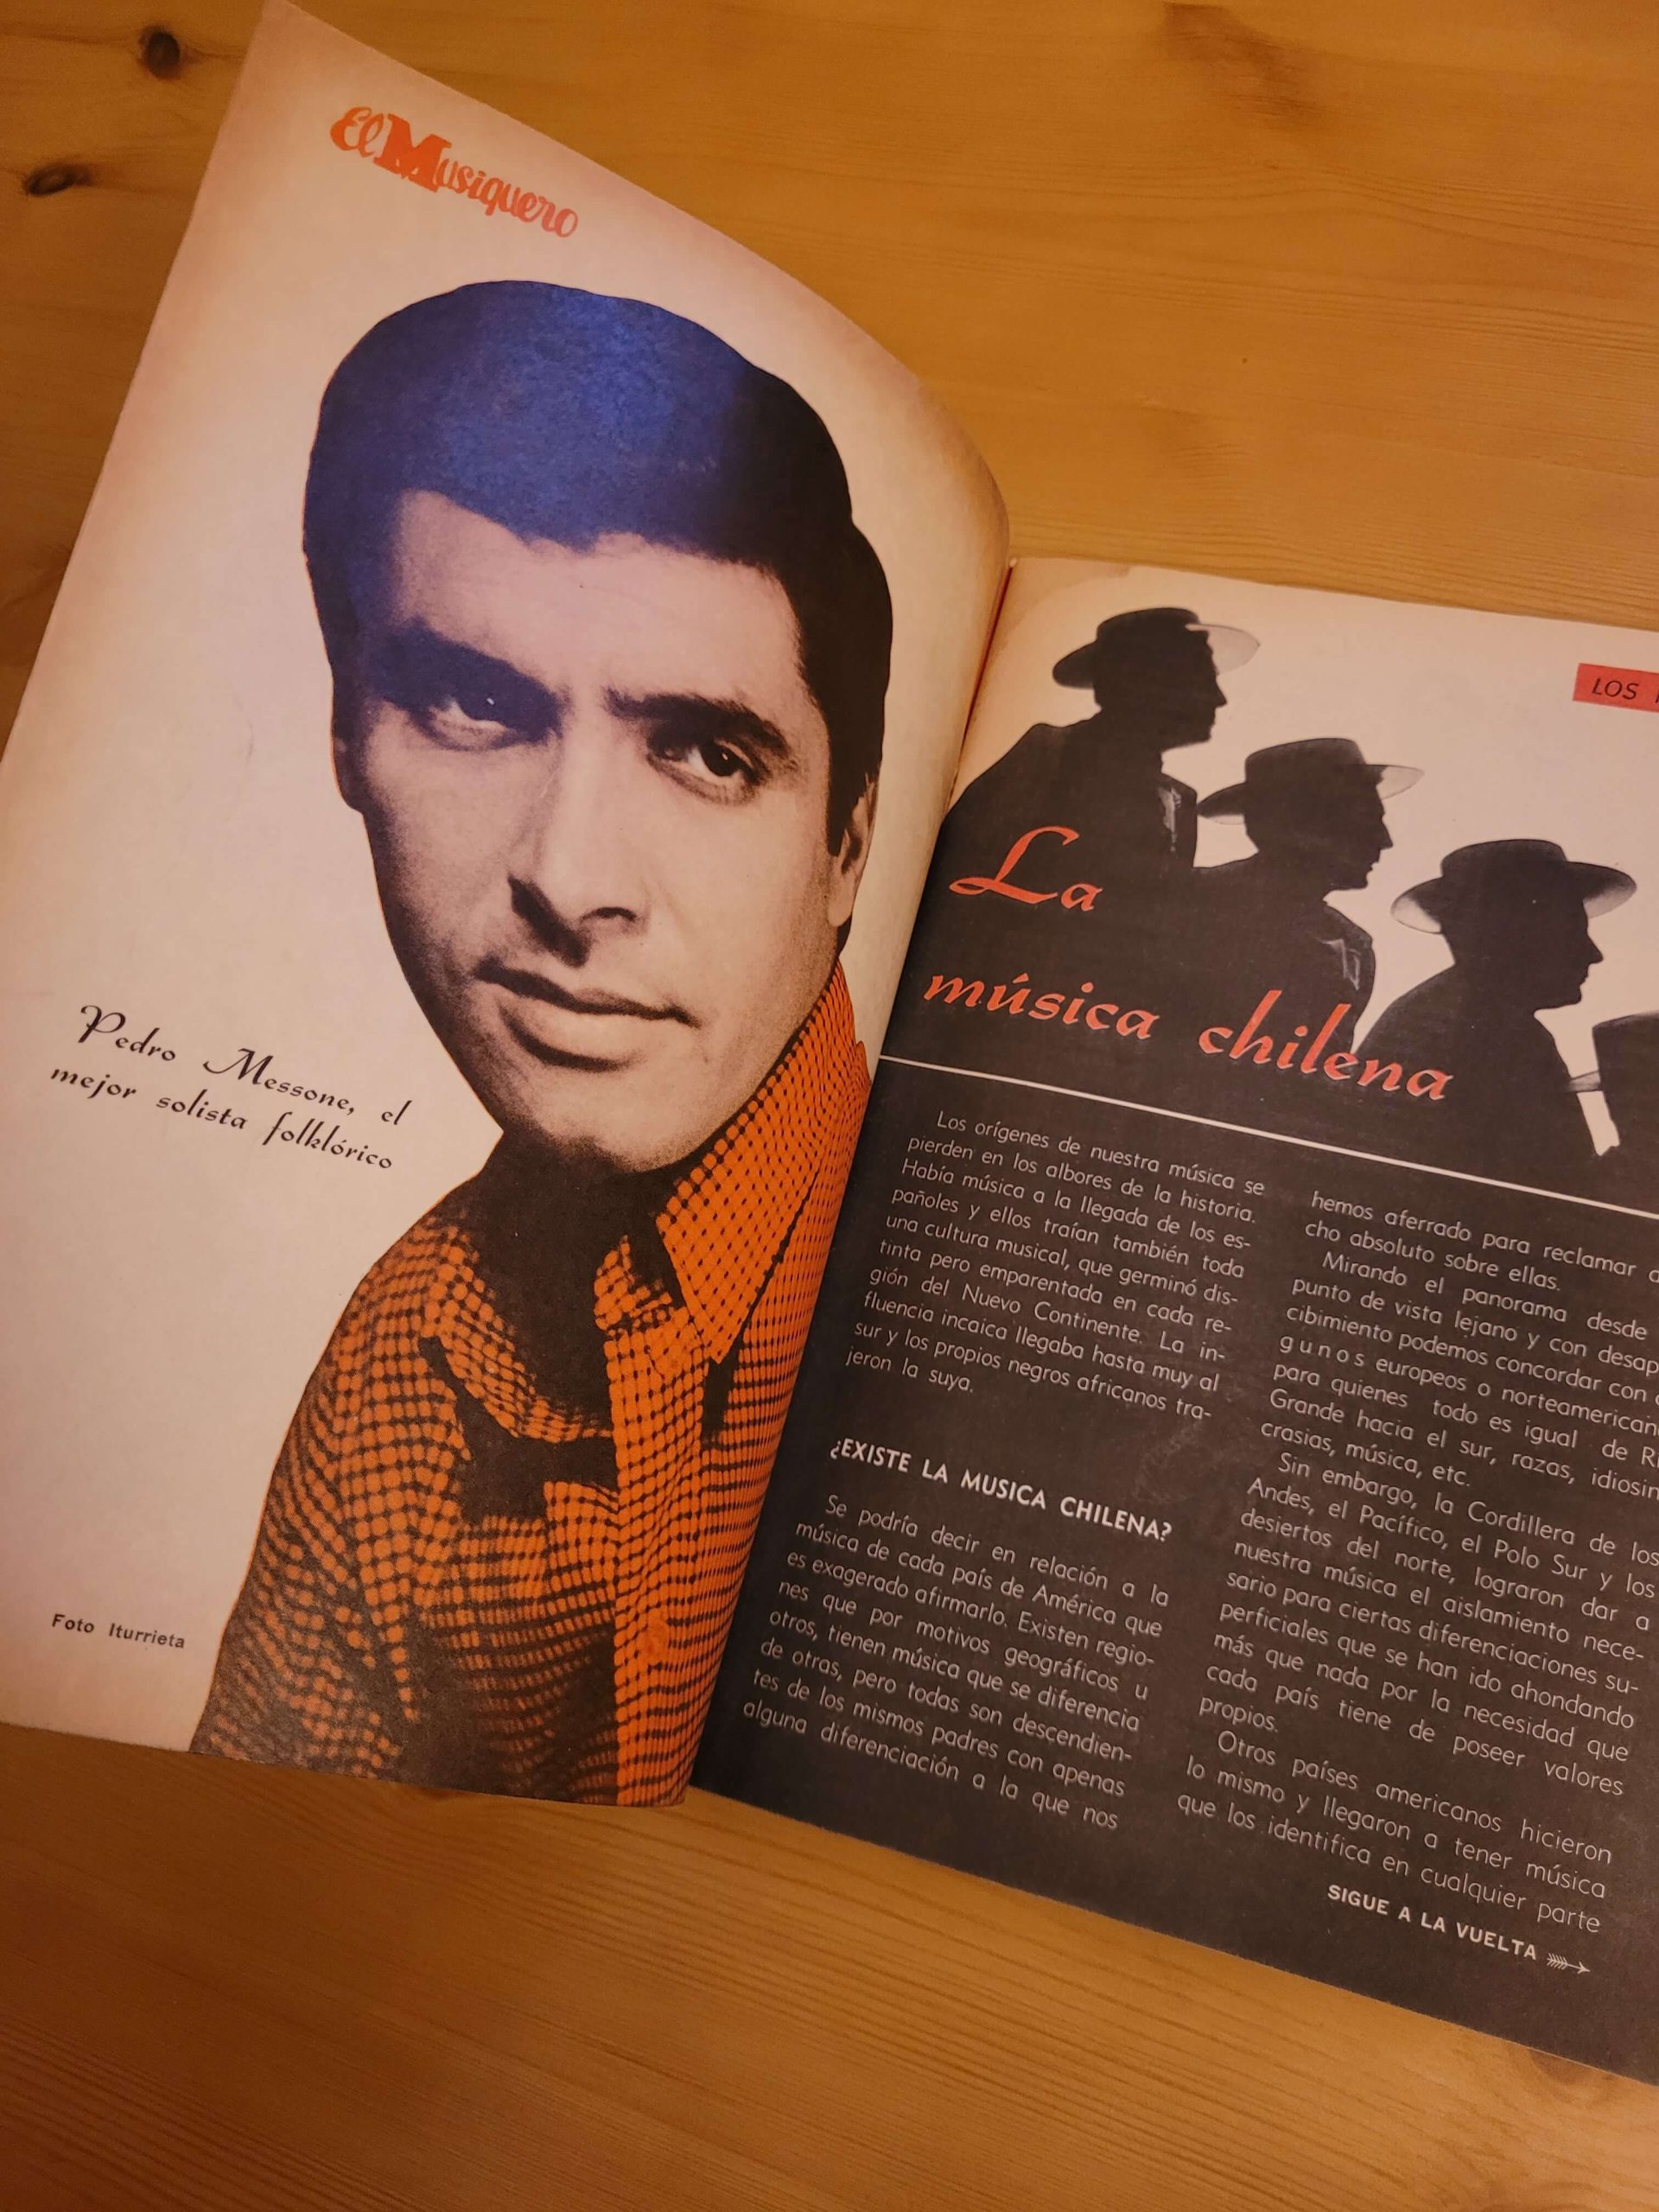 El Musiquero
Pedro Messone, el
mejor solista folklórico
Foto Iturrieta
LOS
La
música chilena
Los orígenes de nuestra música se
pierden en los albores de la historia.
Había música a la llegada de los es-
pañoles y ellos traían también toda
una cultura musical, que germinó dis-
tinta pero emparentada en cada re-
gión del Nuevo Continente. La in-
fluencia incaica llegaba hasta muy al
sur y los propios negros africanos tra-
jeron la suya.
¿EXISTE LA MUSICA CHILENA?
Se podría decir en relación a la
música de cada país de América que
es exagerado afirmarlo. Existen regio-
nes que por motivos geográficos u
otros, tienen música que se diferencia
de otras, pero todas son descendien-
tes de los mismos padres con apenas
alguna diferenciación a la que nos
hemos aferrado para reclamar
cho absoluto sobre ellas.
Mirando el panorama desde
punto de vista lejano y con desap
cibimiento podemos concordar con
gunos europeos o norteamerican
para quienes todo es igual de
Grande hacia el sur, razas, idiosin
crasias, música, etc.
Sin embargo, la Cordillera de los
Andes, el Pacífico, el Polo Sur y los
desiertos del norte, lograron dar a
nuestra música el aislamiento nece-
sario para ciertas diferenciaciones su-
perficiales que se han ido ahondando
más que nada por la necesidad que
cada país tiene de poseer valores
propios.
Otros países americanos hicieron
lo mismo y llegaron a tener música
que los identifica en cualquier parte
SIGUE A LA VUELTA